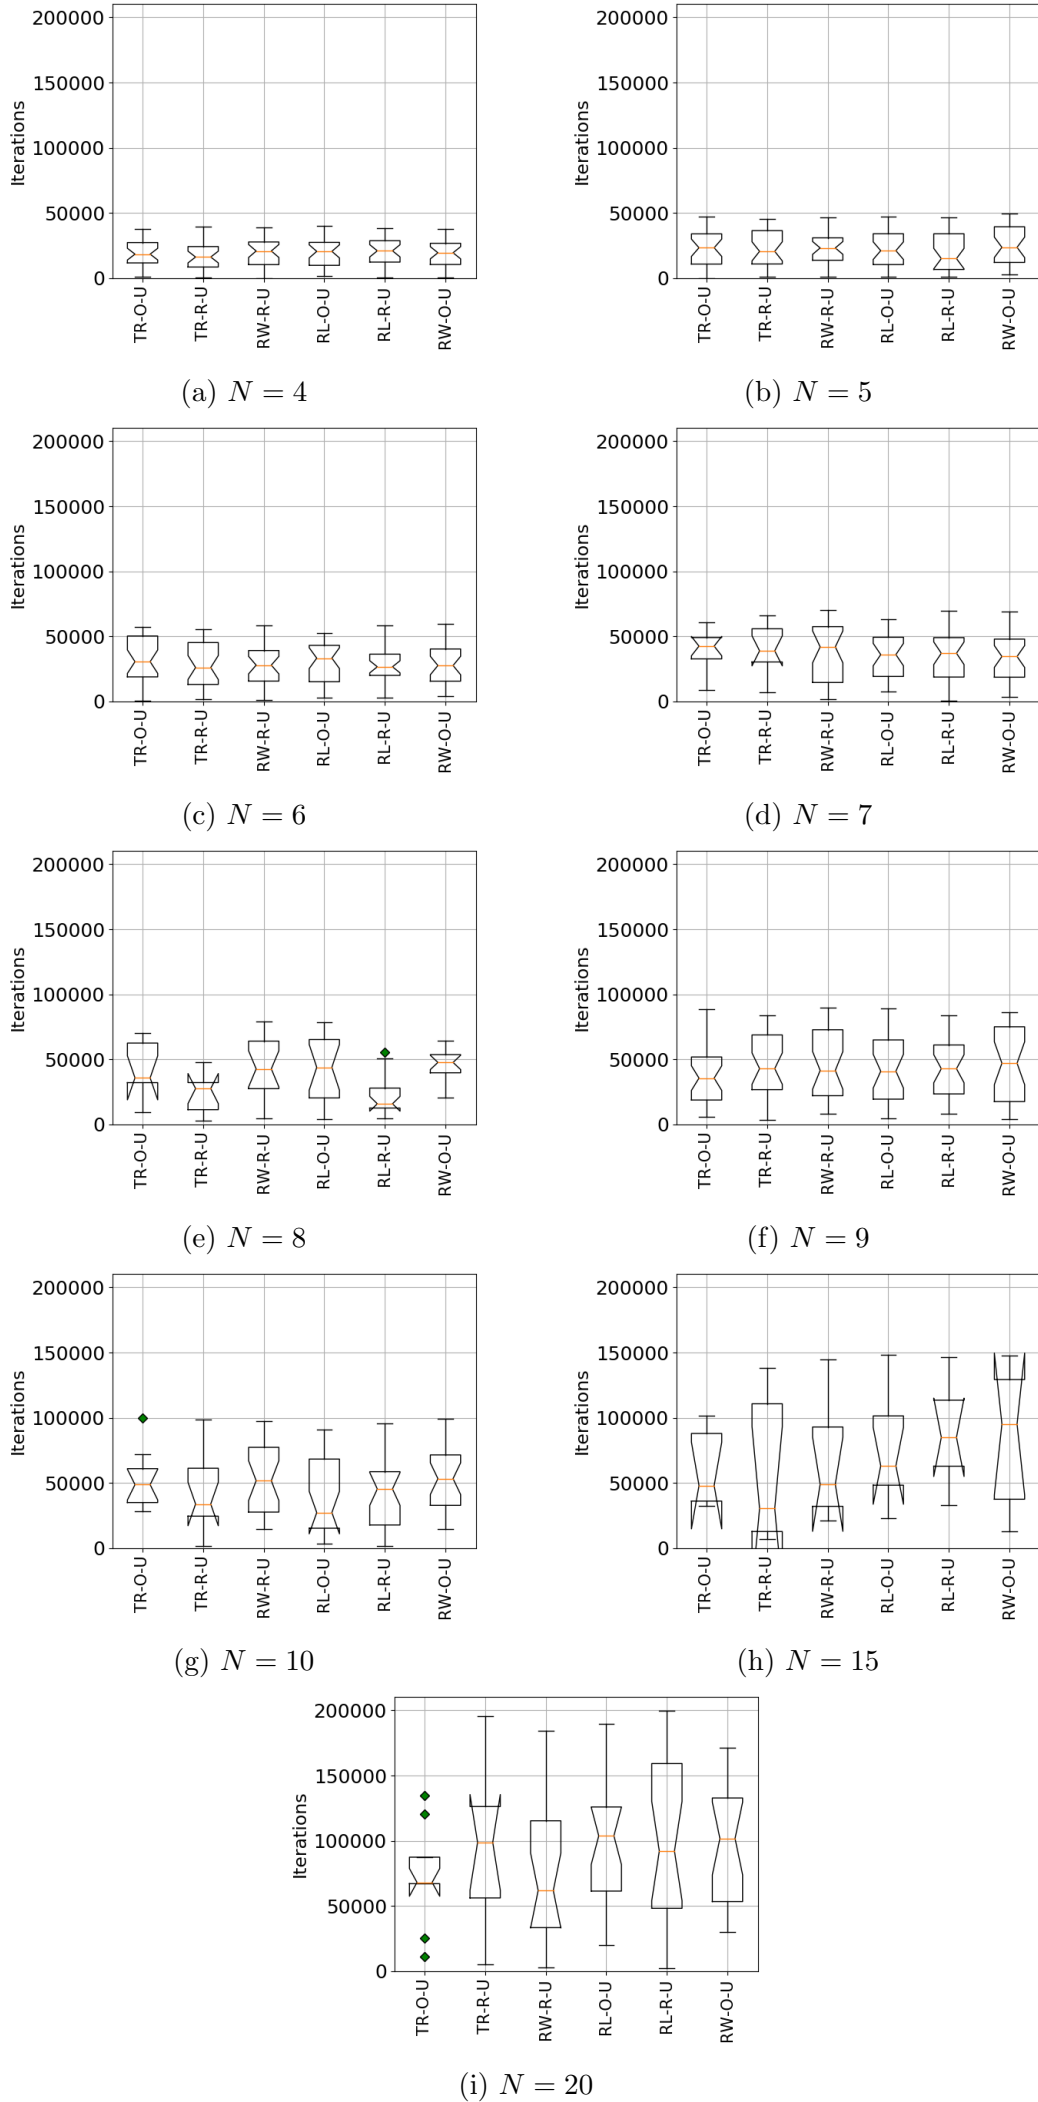 200000
150000
100000
50000
0
Iterations
TR-O-U
TR-R-U
RW-R-U
RL-O-U
RL-R-U
RW-O-U
(a) N = 4
200000
150000
100000
50000
0
Iterations
TR-O-U
TR-R-U
RW-R-U
RL-O-U
RL-R-U
RW-O-U
(b) N = 5
200000
150000
100000
50000
0
Iterations
TR-O-U
TR-R-U
RW-R-U
RL-O-U
RL-R-U
RW-O-U
(c) N = 6
200000
150000
100000
50000
0
Iterations
TR-O-U
TR-R-U
RW-R-U
RL-O-U
RL-R-U
RW-O-U
(d) N = 7
200000
150000
100000
50000
0
Iterations
TR-O-U
TR-R-U
RW-R-U
RL-O-U
RL-R-U
RW-O-U
(e) N = 8
200000
150000
100000
50000
0
Iterations
TR-O-U
TR-R-U
RW-R-U
RL-O-U
RL-R-U
RW-O-U
(f) N = 9
200000
150000
100000
50000
0
Iterations
TR-O-U
TR-R-U
RW-R-U
RL-O-U
RL-R-U
RW-O-U
(g) N = 10
200000
150000
100000
50000
0
Iterations
TR-O-U
TR-R-U
RW-R-U
RL-O-U
RL-R-U
RW-O-U
(h) N = 15
200000
150000
100000
50000
0
Iterations
TR-O-U
TR-R-U
RW-R-U
RL-O-U
RL-R-U
RW-O-U
(i) N = 20